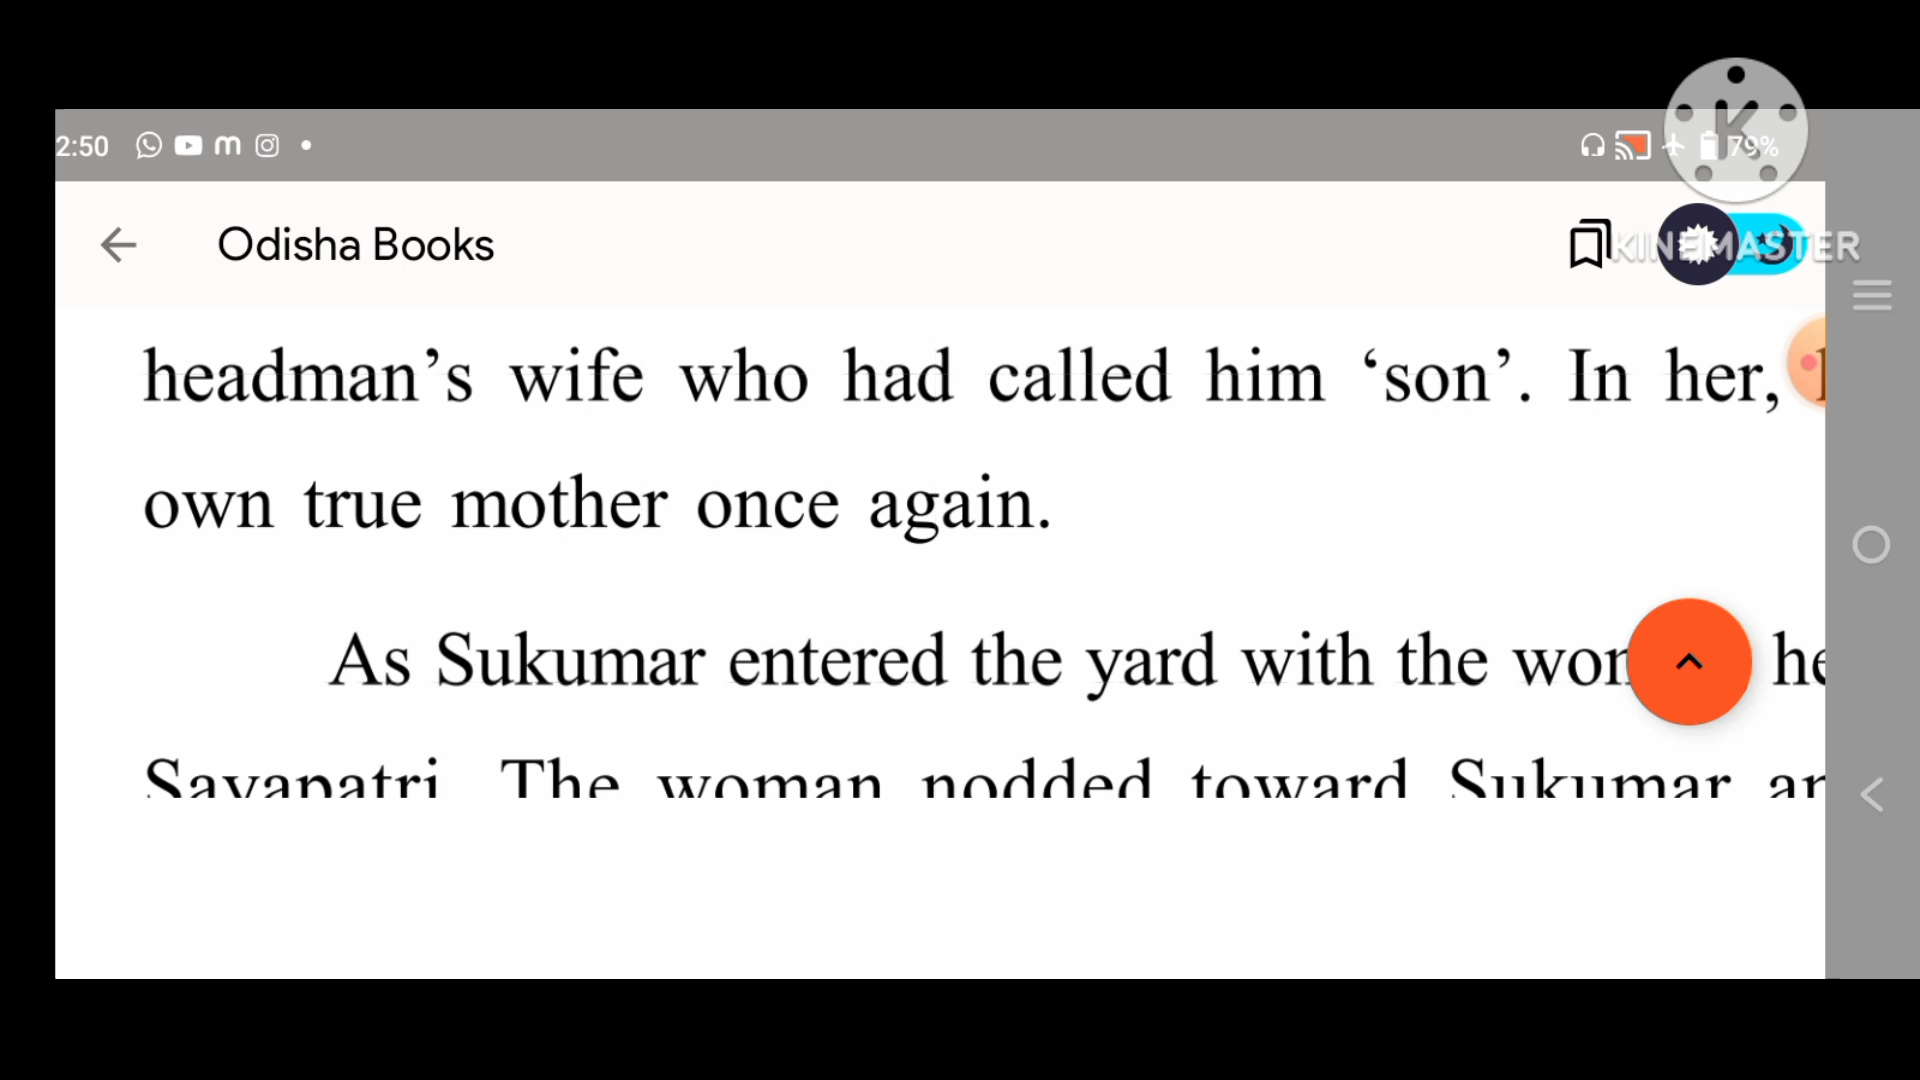 2:50 79%
Odisha Books
KINEMASTER
headman's wife who had called him ‘son’. In her,
own true mother once again.
As Sukumar entered the yard with the
Savapatri. The woman nodded toward Sukumar